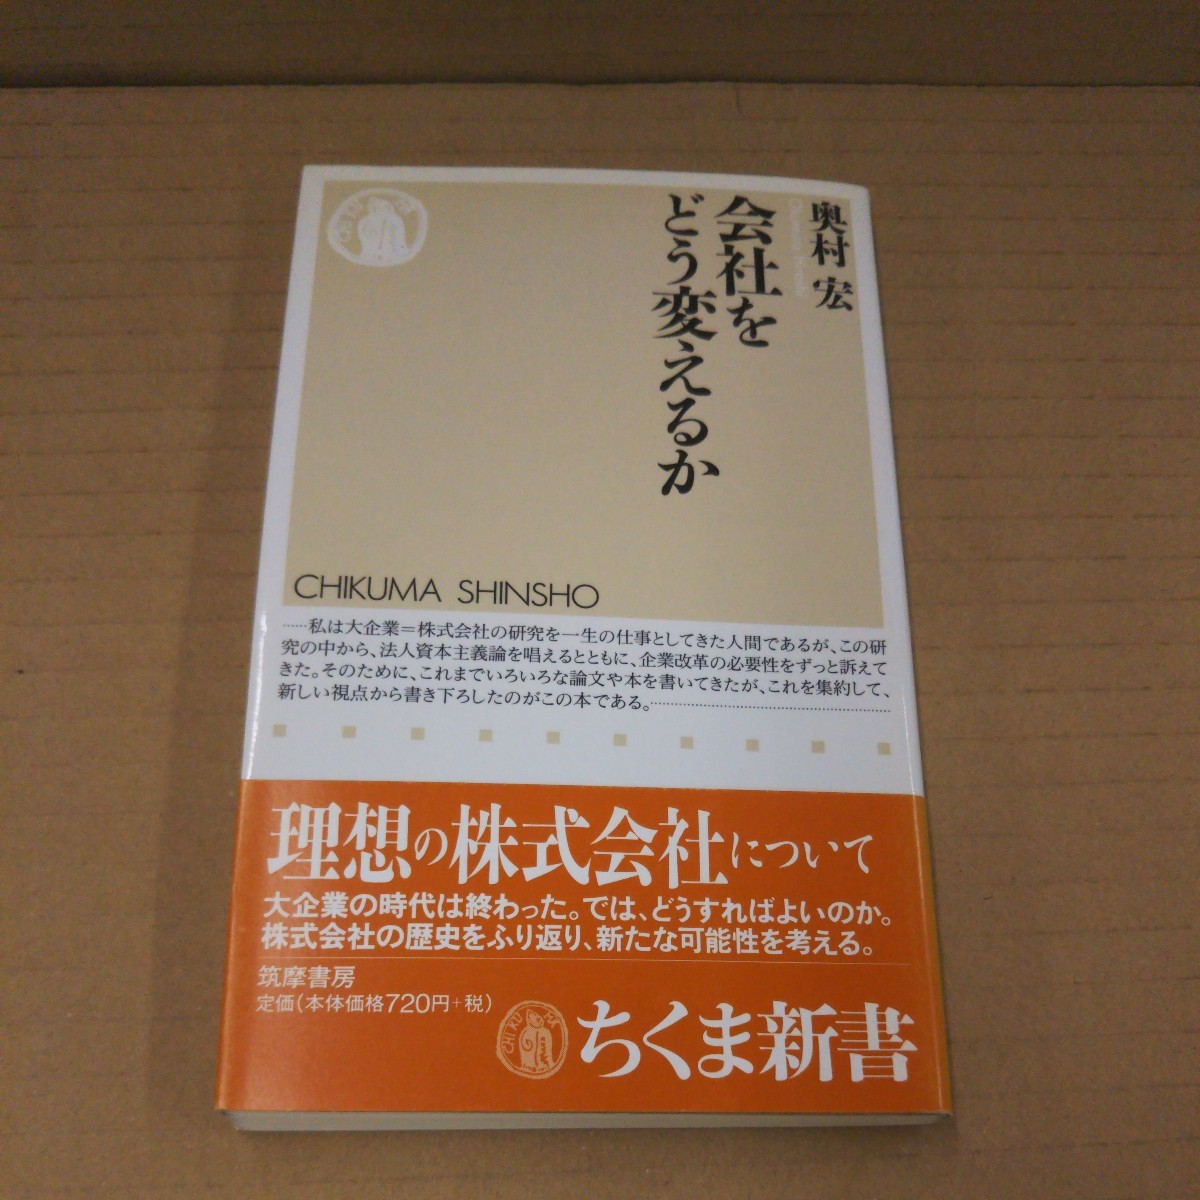 奥村 宏
会社を
どう変えるか
CHIKUMA SHINSHO
……私は大企業=株式会社の研究を一生の仕事としてきた人間であるが、この研
究の中から、法人資本主義論を唱えるとともに、企業改革の必要性をずっと訴えて
きた。そのために、これまでいろいろな論文や本を書いてきたが、これを集約して、
新しい視点から書き下ろしたのがこの本である。……………………
理想の株式会社について
大企業の時代は終わった。では、どうすればよいのか。
株式会社の歴史をふり返り、新たな可能性を考える。
筑摩書房
定価(本体価格720円+税)
CHIKUMA
ちくま新書